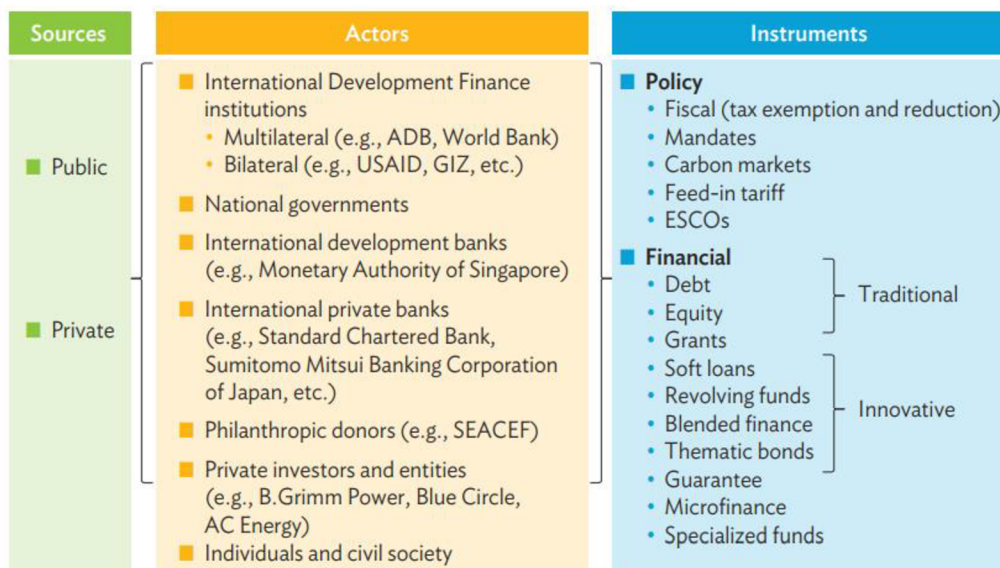 Sources
Actors
Instruments
Public
Private
International Development Finance
institutions
Multilateral (e.g., ADB, World Bank)
Bilateral (e.g., USAID, GIZ, etc.)
National governments
International development banks
(e.g., Monetary Authority of Singapore)
International private banks
(e.g., Standard Chartered Bank,
Sumitomo Mitsui Banking Corporation
of Japan, etc.)
Philanthropic donors (e.g., SEACEF)
Private investors and entities
(e.g., B.Grimm Power, Blue Circle,
AC Energy)
Individuals and civil society
Policy
Fiscal (tax exemption and reduction)
Mandates
Carbon markets
Feed-in tariff
ESCOs
Financial
Debt
Equity
Grants
Traditional
Soft loans
Revolving funds
Blended finance
Thematic bonds
Innovative
Guarantee
Microfinance
Specialized funds